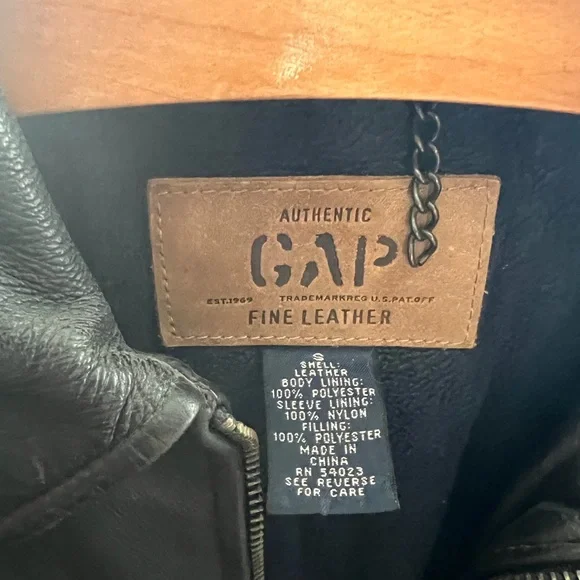 AUTHENTIC
GAP
EST.1969 TRADEMARKREG U.S.PAT.OFF
FINE LEATHER
S
SHELL:
LEATHER
BODY LINING:
100% POLYESTER
SLEEVE LINING:
100% NYLON
FILLING:
100% POLYESTER
MADE IN
CHINA
RN 54023
SEE REVERSE
FOR CARE